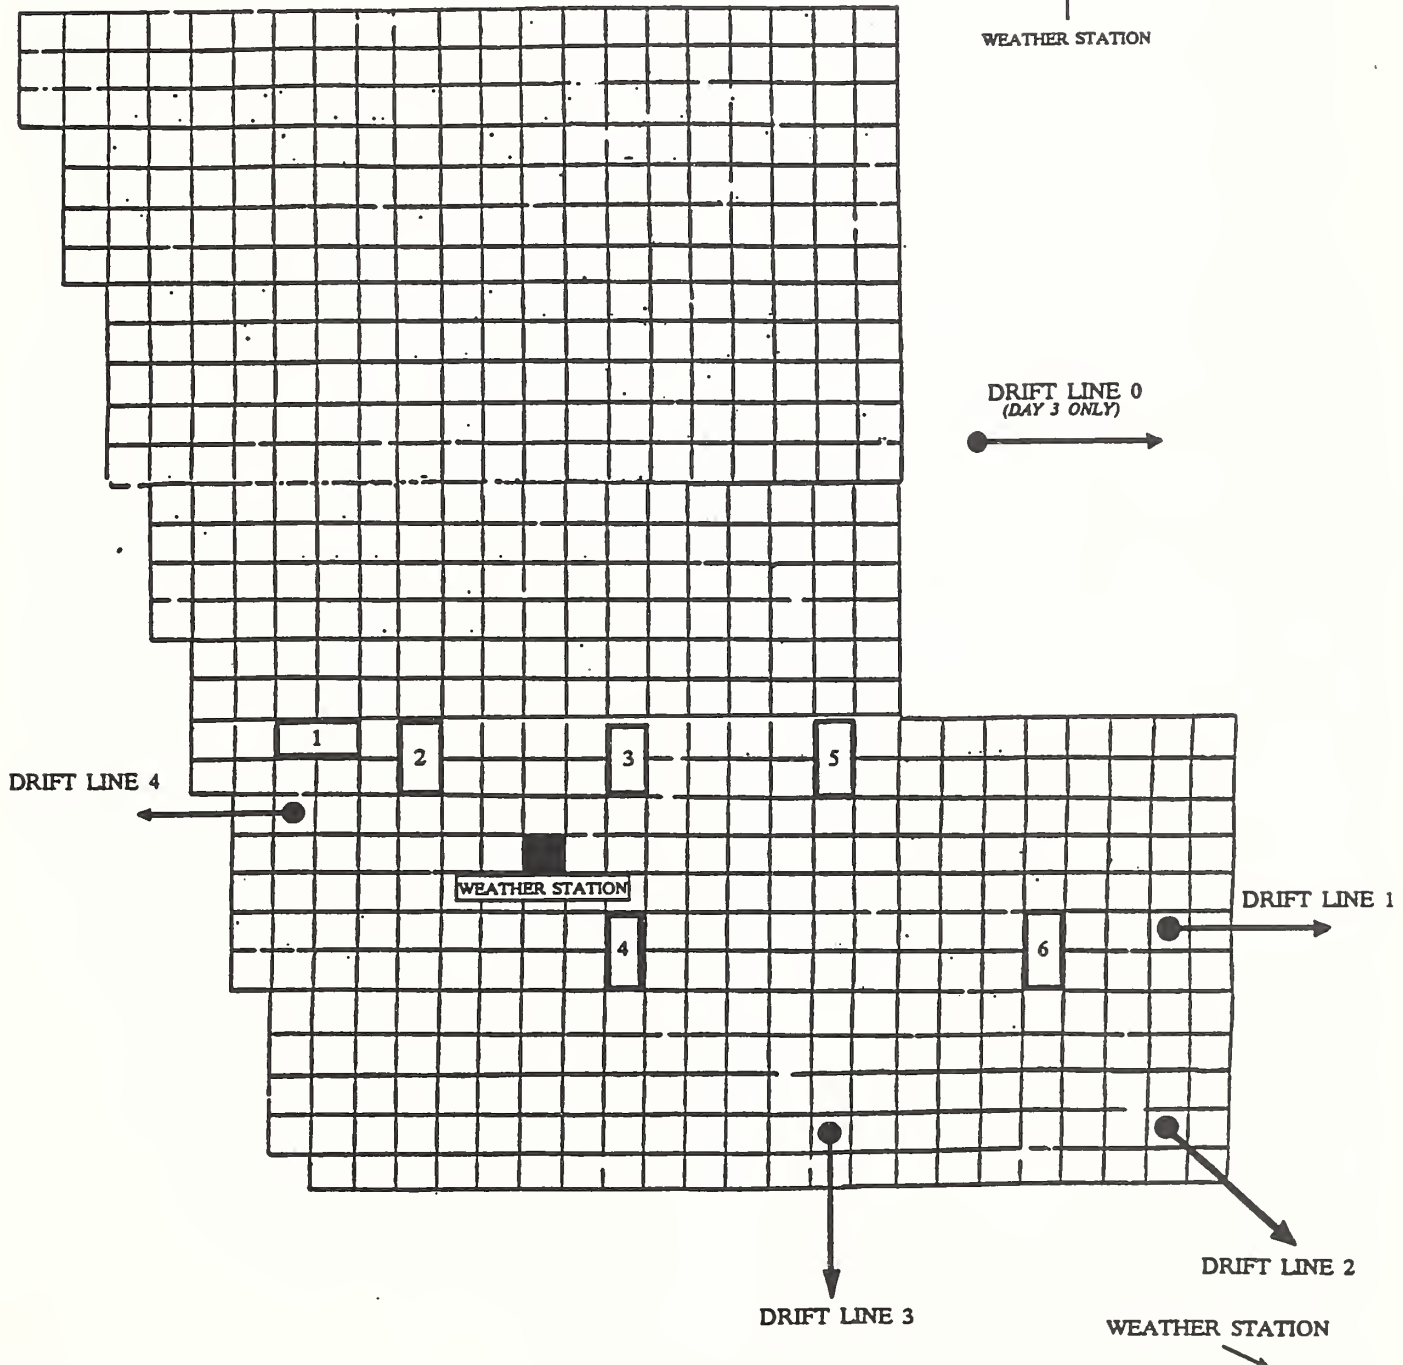 WEATHER STATION
DRIFT LINE 0
(DAY 3 ONLY)
1
2
3
5
DRIFT LINE 4
WEATHER STATION
DRIFT LINE 1
4
6
DRIFT LINE 2
DRIFT LINE 3
WEATHER STATION